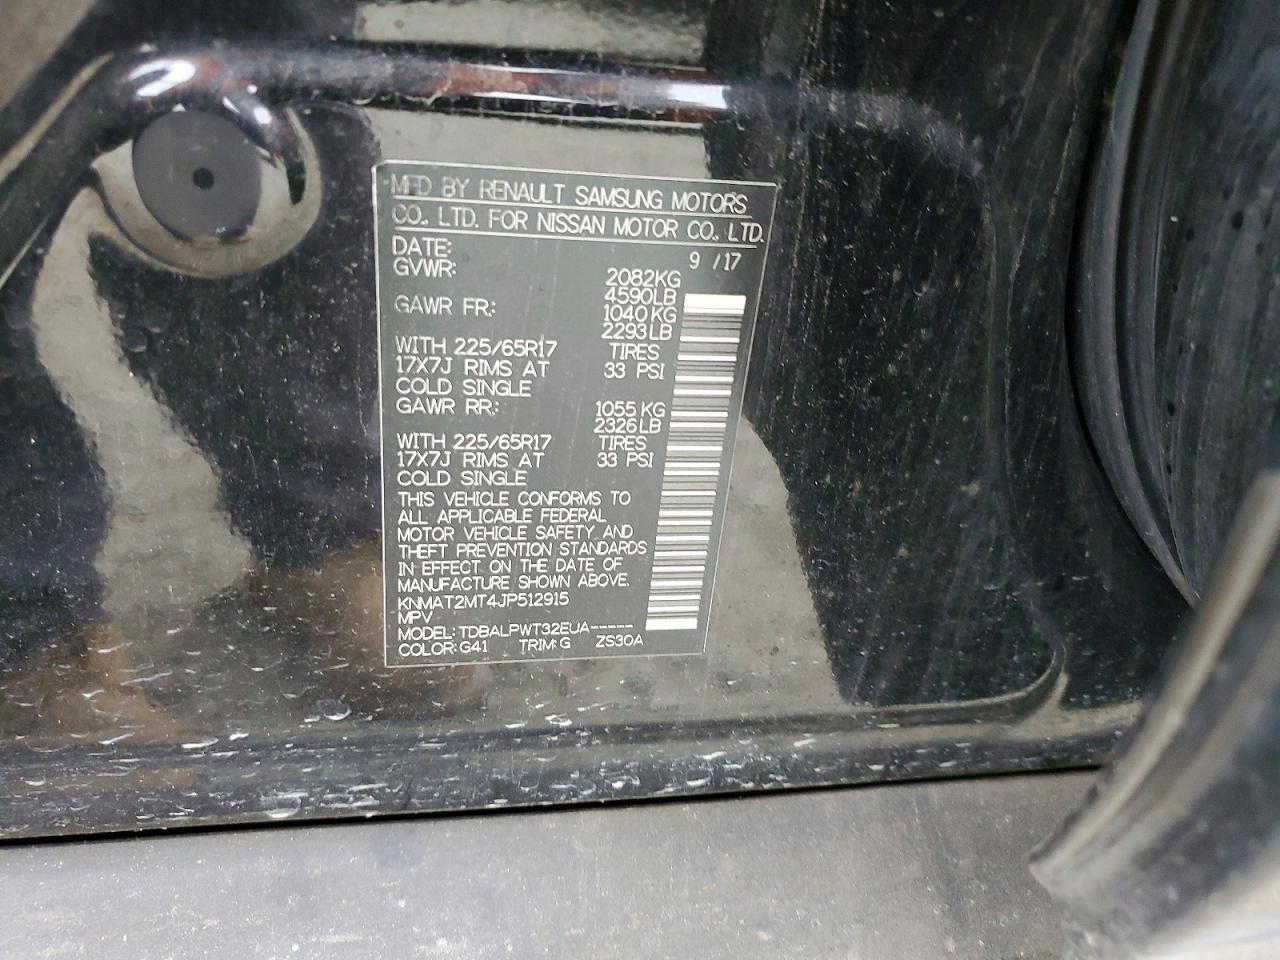 MFD BY RENAULT SAMSUNG MOTORS
CO., LTD. FOR NISSAN MOTOR CO., LTD.
DATE: 9 /17
GVWR: 2082KG
4590LB
GAWR FR: 1040KG
2293LB
WITH 225/65R17 TIRES
17X7J RIMS AT 33 PSI
COLD SINGLE
GAWR RR: 1055KG
2326LB
WITH 225/65R17 TIRES
17X7J RIMS AT 33 PSI
COLD SINGLE
THIS VEHICLE CONFORMS TO
ALL APPLICABLE FEDERAL
MOTOR VEHICLE SAFETY AND
THEFT PREVENTION STANDARDS
IN EFFECT ON THE DATE OF
MANUFACTURE SHOWN ABOVE.
KNMAT2MT4JP512915
MPV
MODEL: TDBALPWT32EUA-----
COLOR: G41 TRIM: G ZS30A